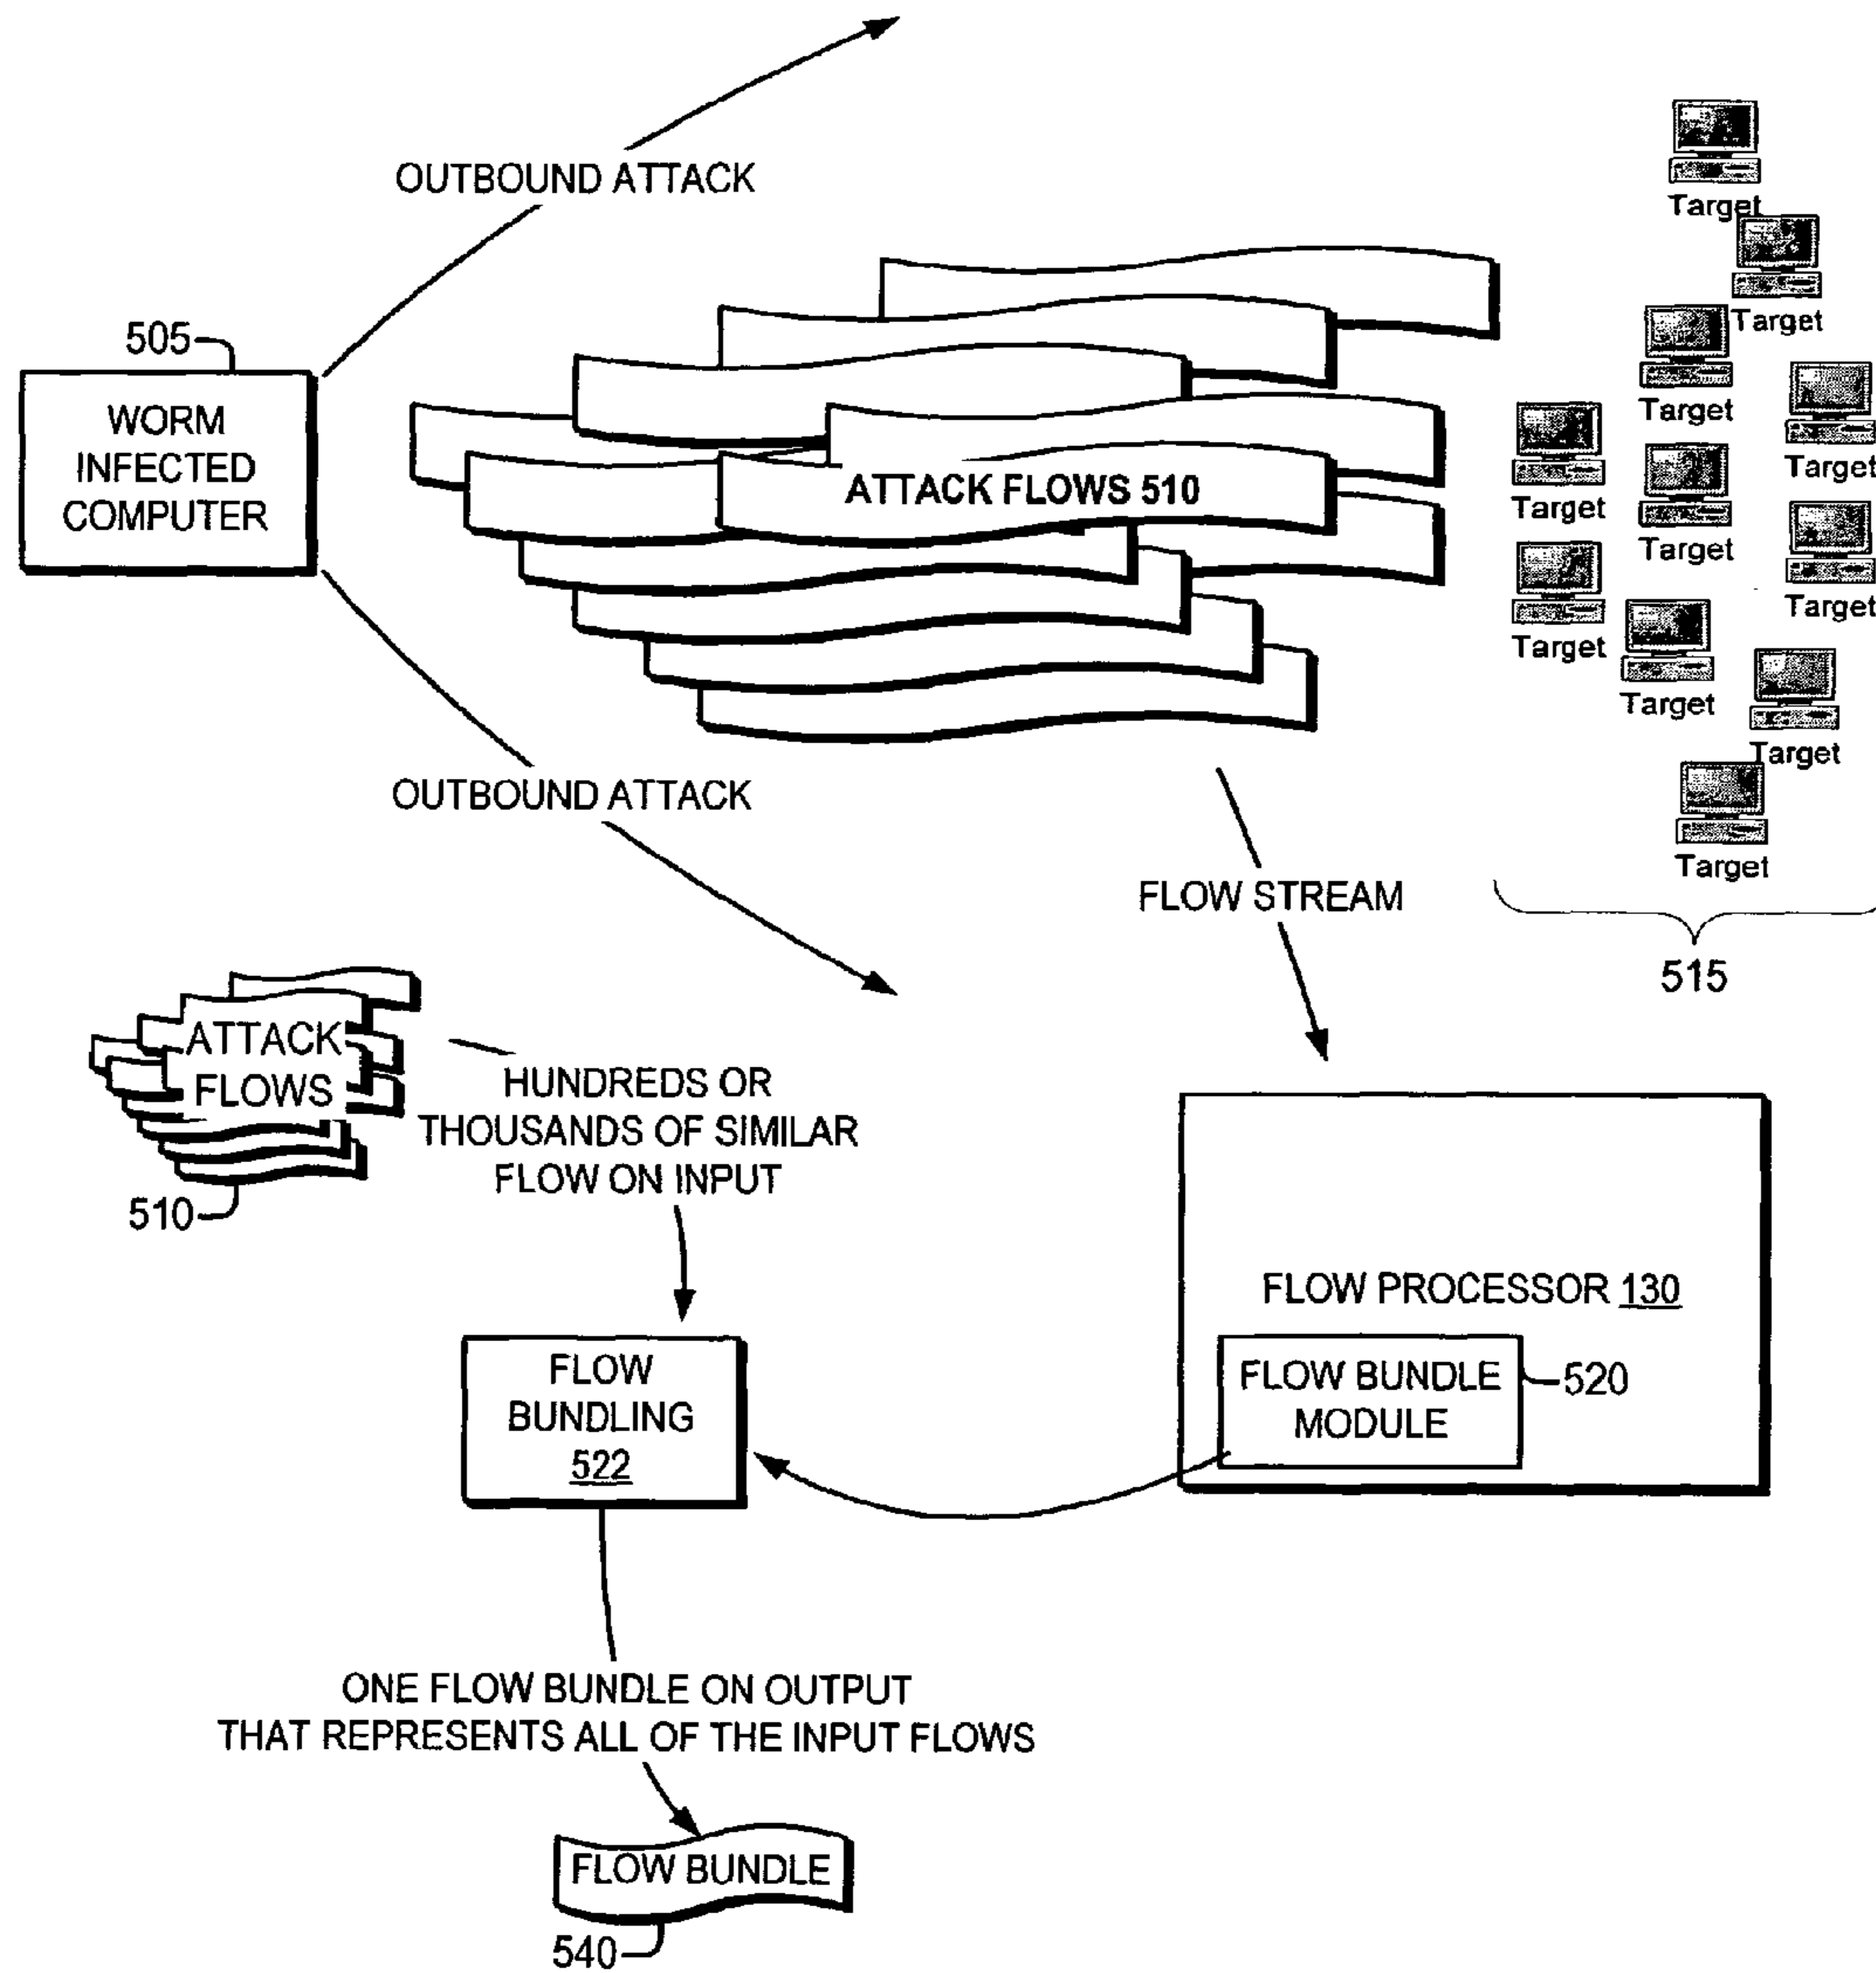 OUTBOUND ATTACK
Target
Target
505
WORM
INFECTED
COMPUTER
Target
Target
Target
ATTACK FLOWS 510
Target
Target
Target
Target
Target
Target
OUTBOUND ATTACK
Target
FLOW STREAM
515
ATTACK
FLOWS
510
HUNDREDS OR
THOUSANDS OF SIMILAR
FLOW ON INPUT
FLOW PROCESSOR 130
FLOW BUNDLE
MODULE
520
FLOW
BUNDLING
522
ONE FLOW BUNDLE ON OUTPUT
THAT REPRESENTS ALL OF THE INPUT FLOWS
FLOW BUNDLE
540